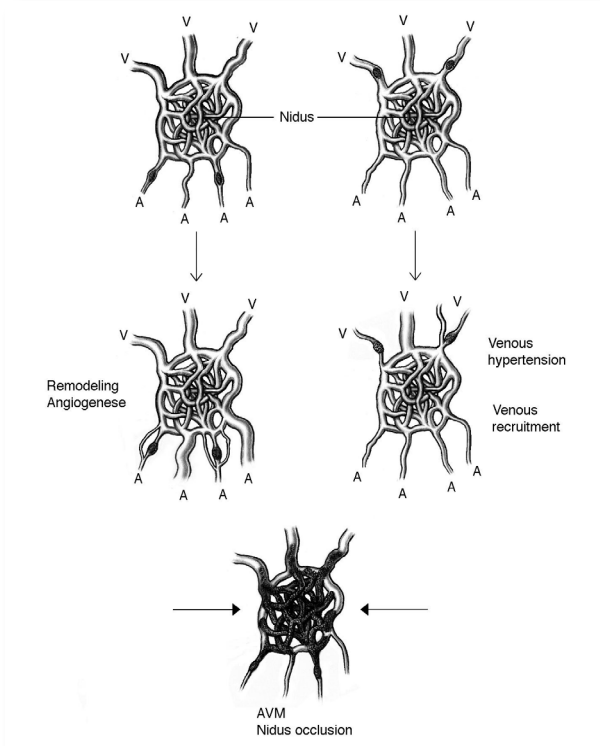 V V V
V V V
Nidus
A A A A
A A A A
V V V
V V V
Remodeling
Angiogenese
Venous
hypertension
Venous
recruitment
A A A A
A A A A
AVM
Nidus occlusion